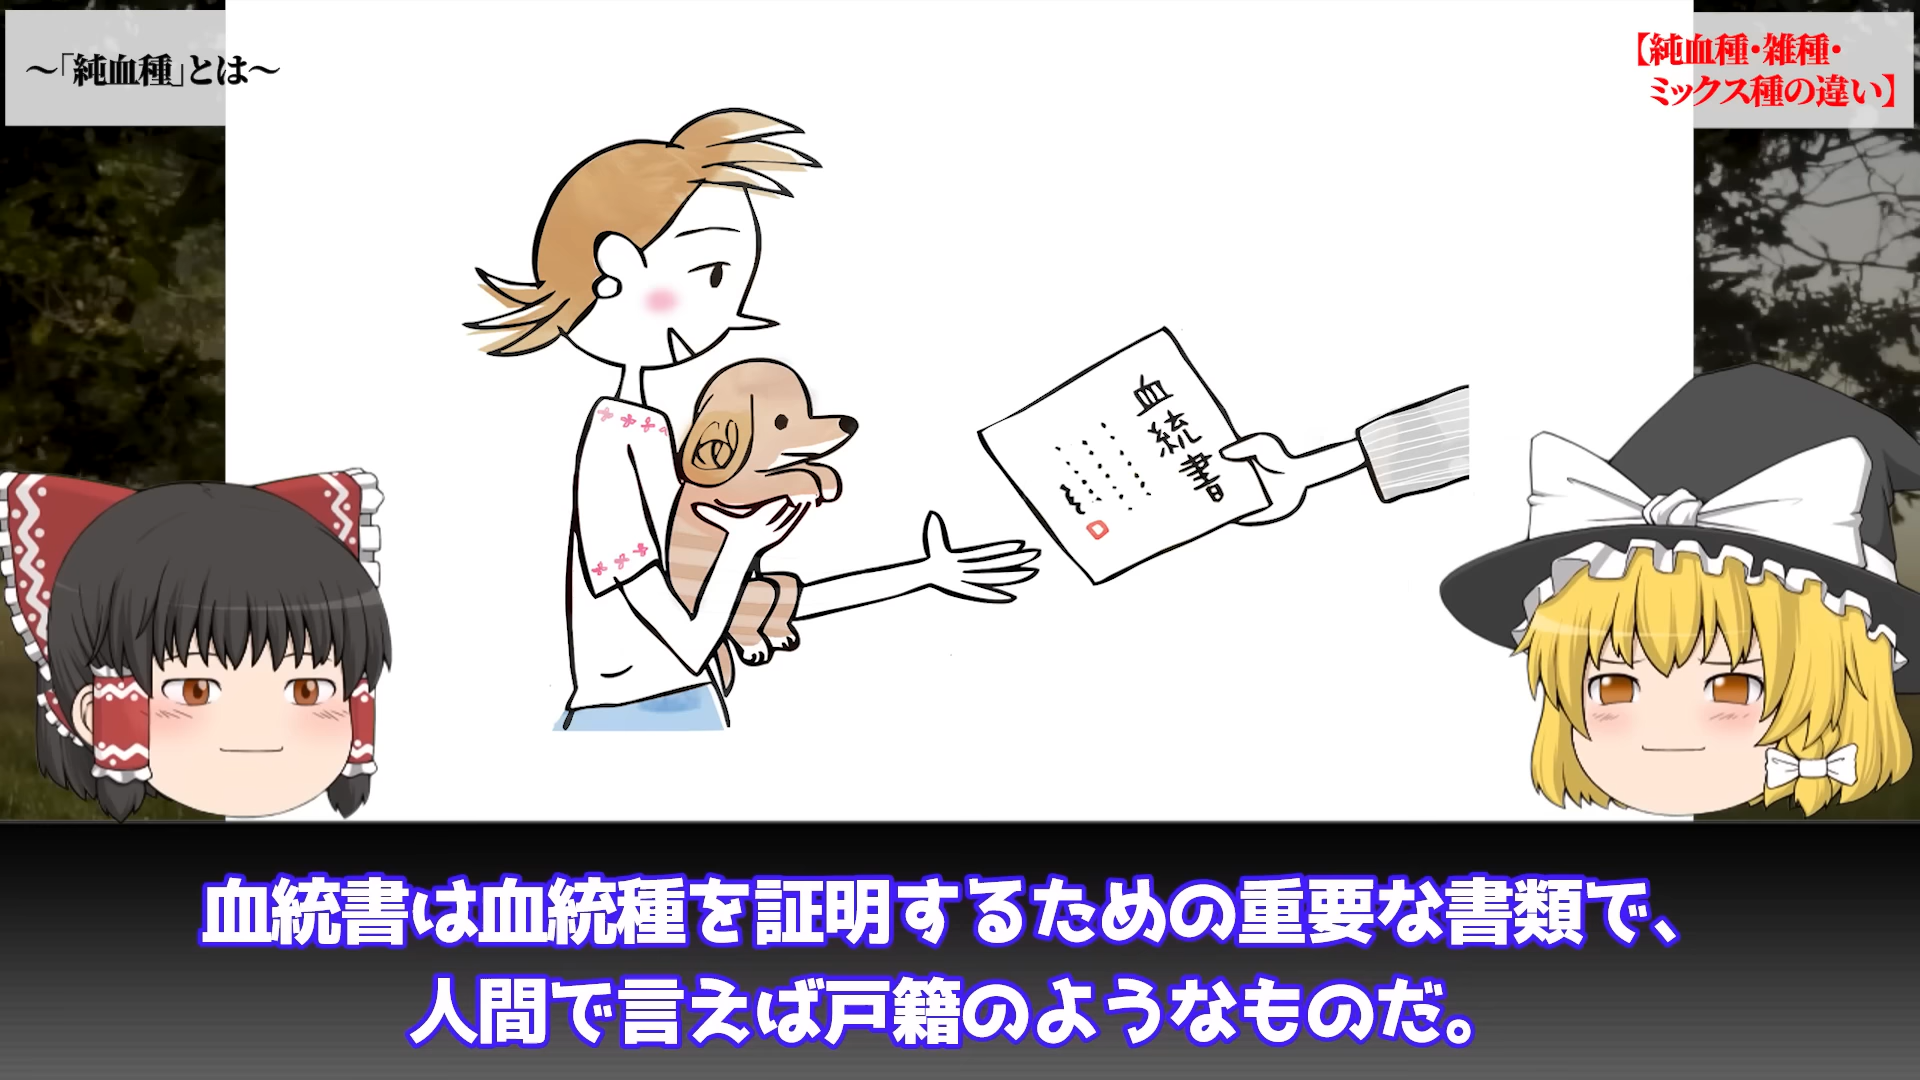 ～「純血種」とは～
【純血種・雑種・
ミックス種の違い】
血統書
血統書は血統種を証明するための重要な書類で、
人間で言えば戸籍のようなものだ。